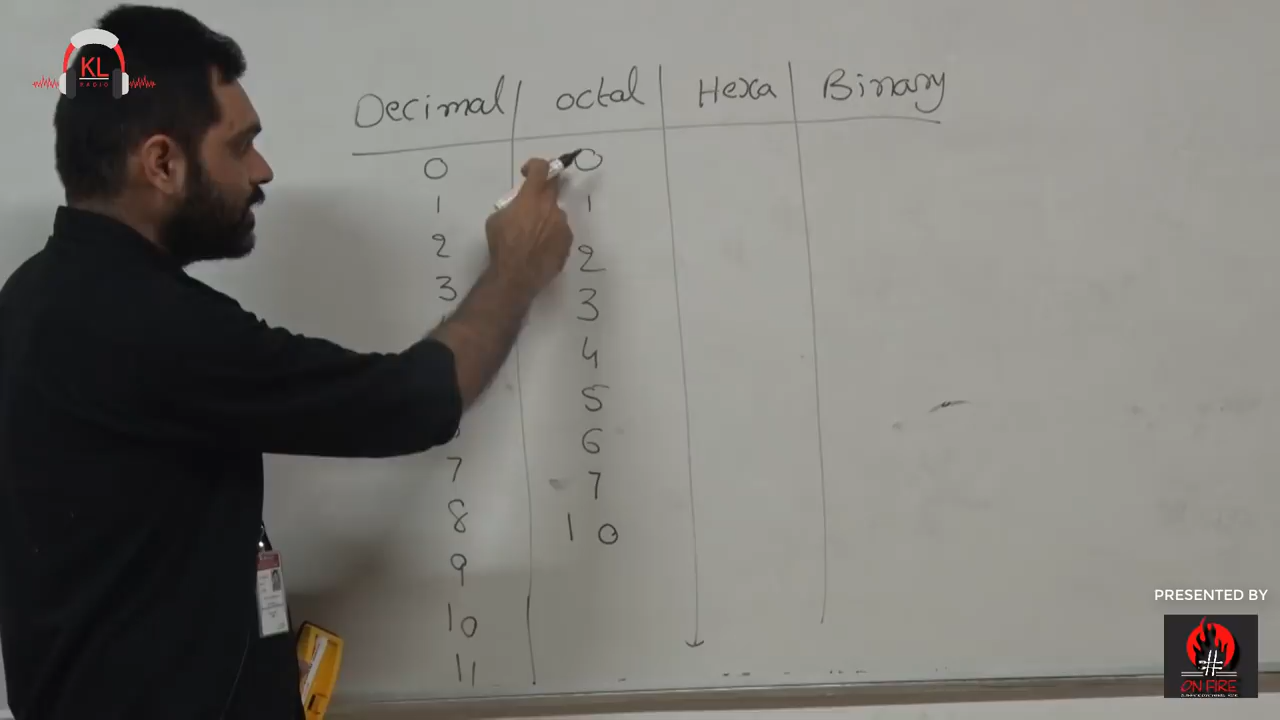 KL
RADIO
Decimal octal Hexa Binary
0 0
1 1
2 2
3 3
4
5
6
7 7
8 1 0
9
10
11
PRESENTED BY
#
ON FIRE